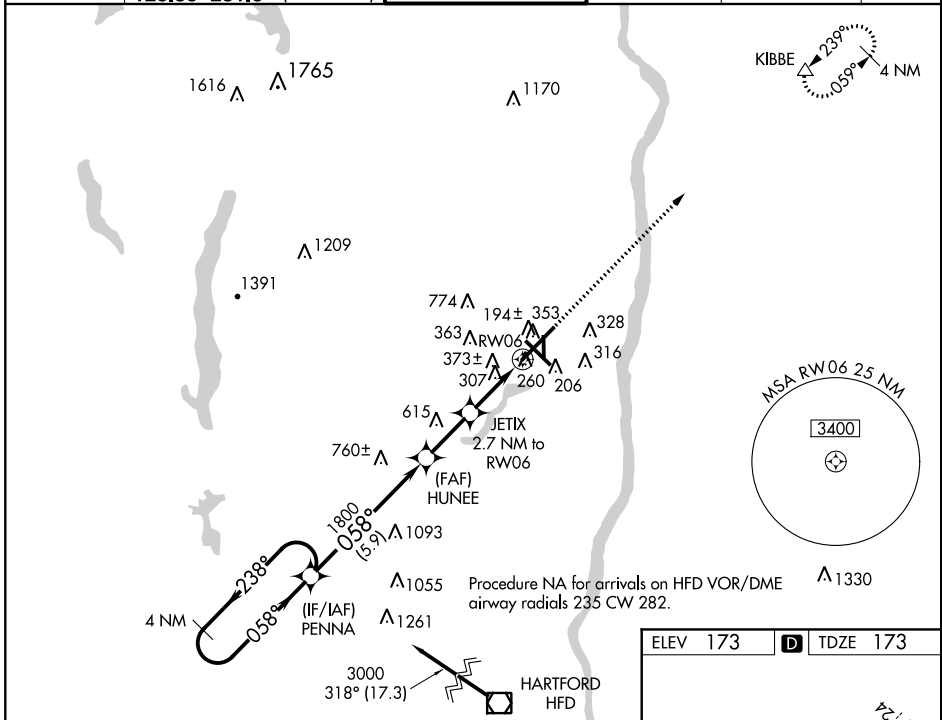 KIBBE
239°
059°
4 NM
1616
1765
1170
1209
1391
774
194±
353
328
363
RW06
373±
316
307
260
206
615
JETIX
2.7 NM to
RW06
760±
(FAF)
HUNEE
MSA RW06 25 NM
3400
1800
058°
(5.9)
1093
238°
058°
4 NM
(IF/IAF)
PENNA
1055
1261
Procedure NA for arrivals on HFD VOR/DME
airway radials 235 CW 282.
1330
3000
318° (17.3)
HARTFORD
HFD
ELEV 173 D TDZE 173